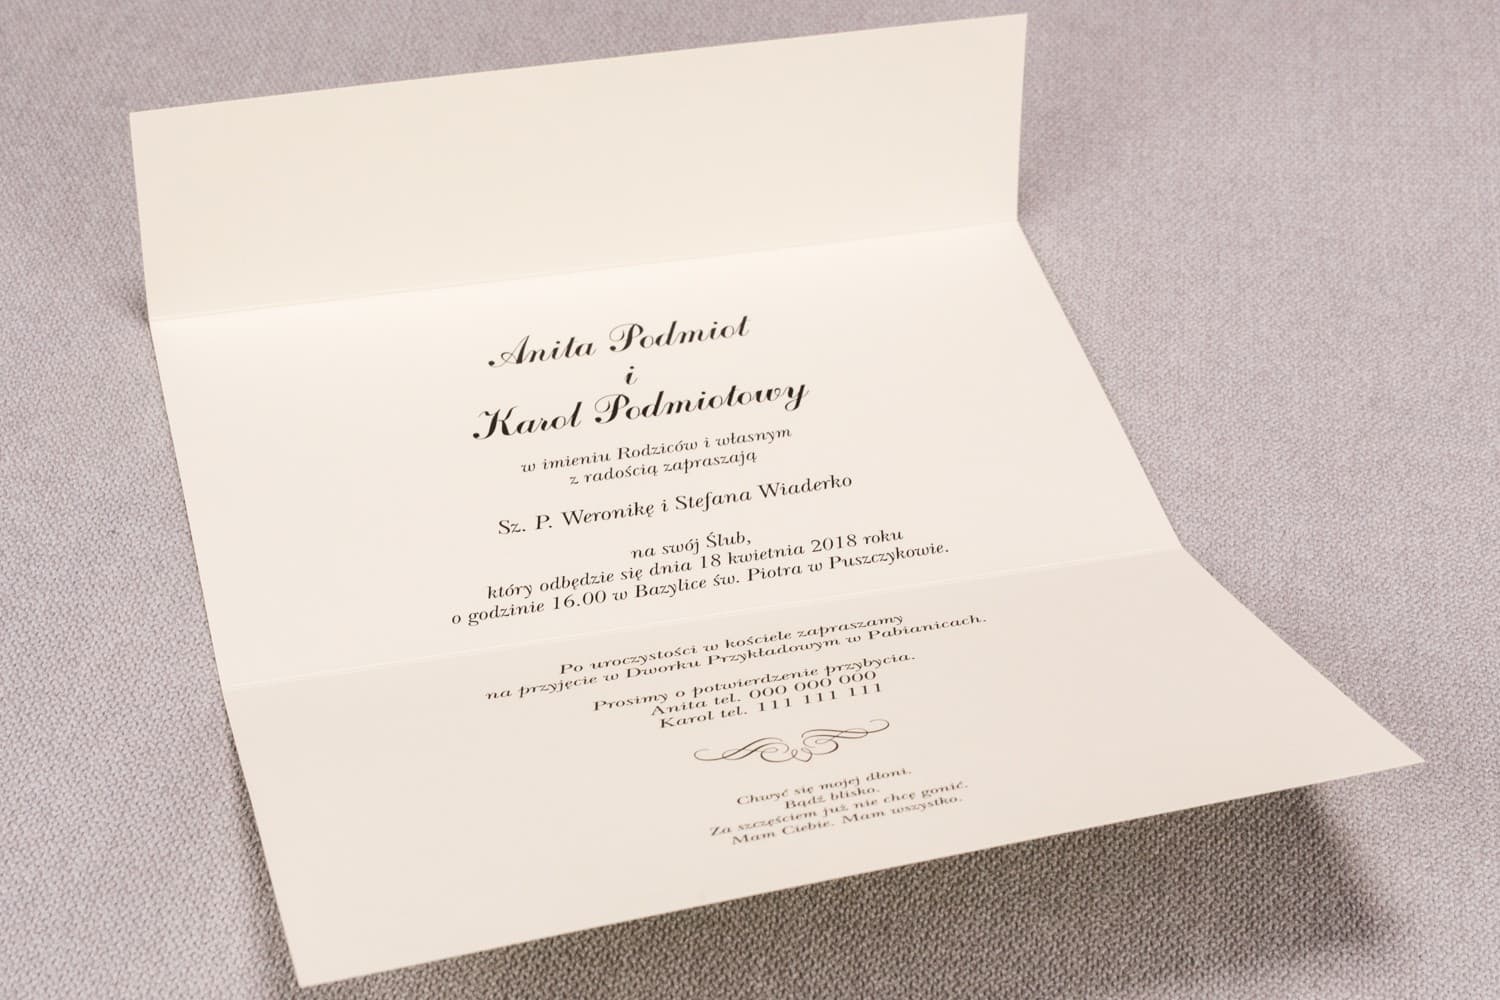 Anita Podmiot
i
Karol Podmiotowy
w imieniu Rodziców i własnym
z radością zapraszają
Sz. P. Weronikę i Stefana Wiaderko
na swój Ślub,
który odbędzie się dnia 18 kwietnia 2018 roku
o godzinie 16.00 w Bazylice św. Piotra w Puszczykowie.
Po uroczystości w kościele zapraszamy
na przyjęcie w Dworku Przykładowym w Pabianicach.
Prosimy o potwierdzenie przybycia.
Anita tel. 000 000 000
Karol tel. 111 111 111
Chwyć się mojej dłoni.
Bądź blisko.
Za szczęściem już nie chcę gonić.
Mam Ciebie. Mam wszystko.